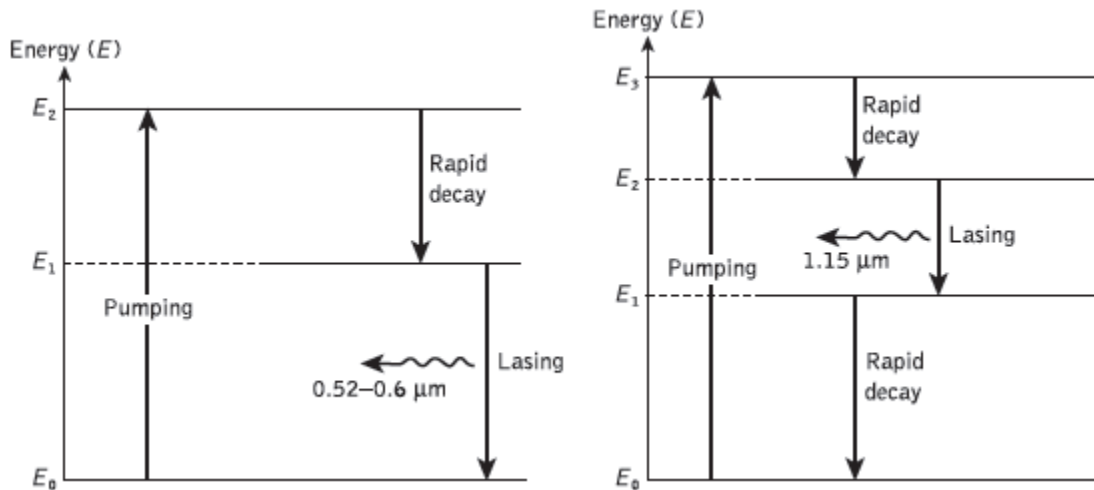 Energy (E)
E₂
Rapid
decay
E₁
Pumping
Lasing
0.52–0.6 μm
E₀
Energy (E)
E₃
Rapid
decay
E₂
Lasing
1.15 μm
Pumping
E₁
Rapid
decay
E₀